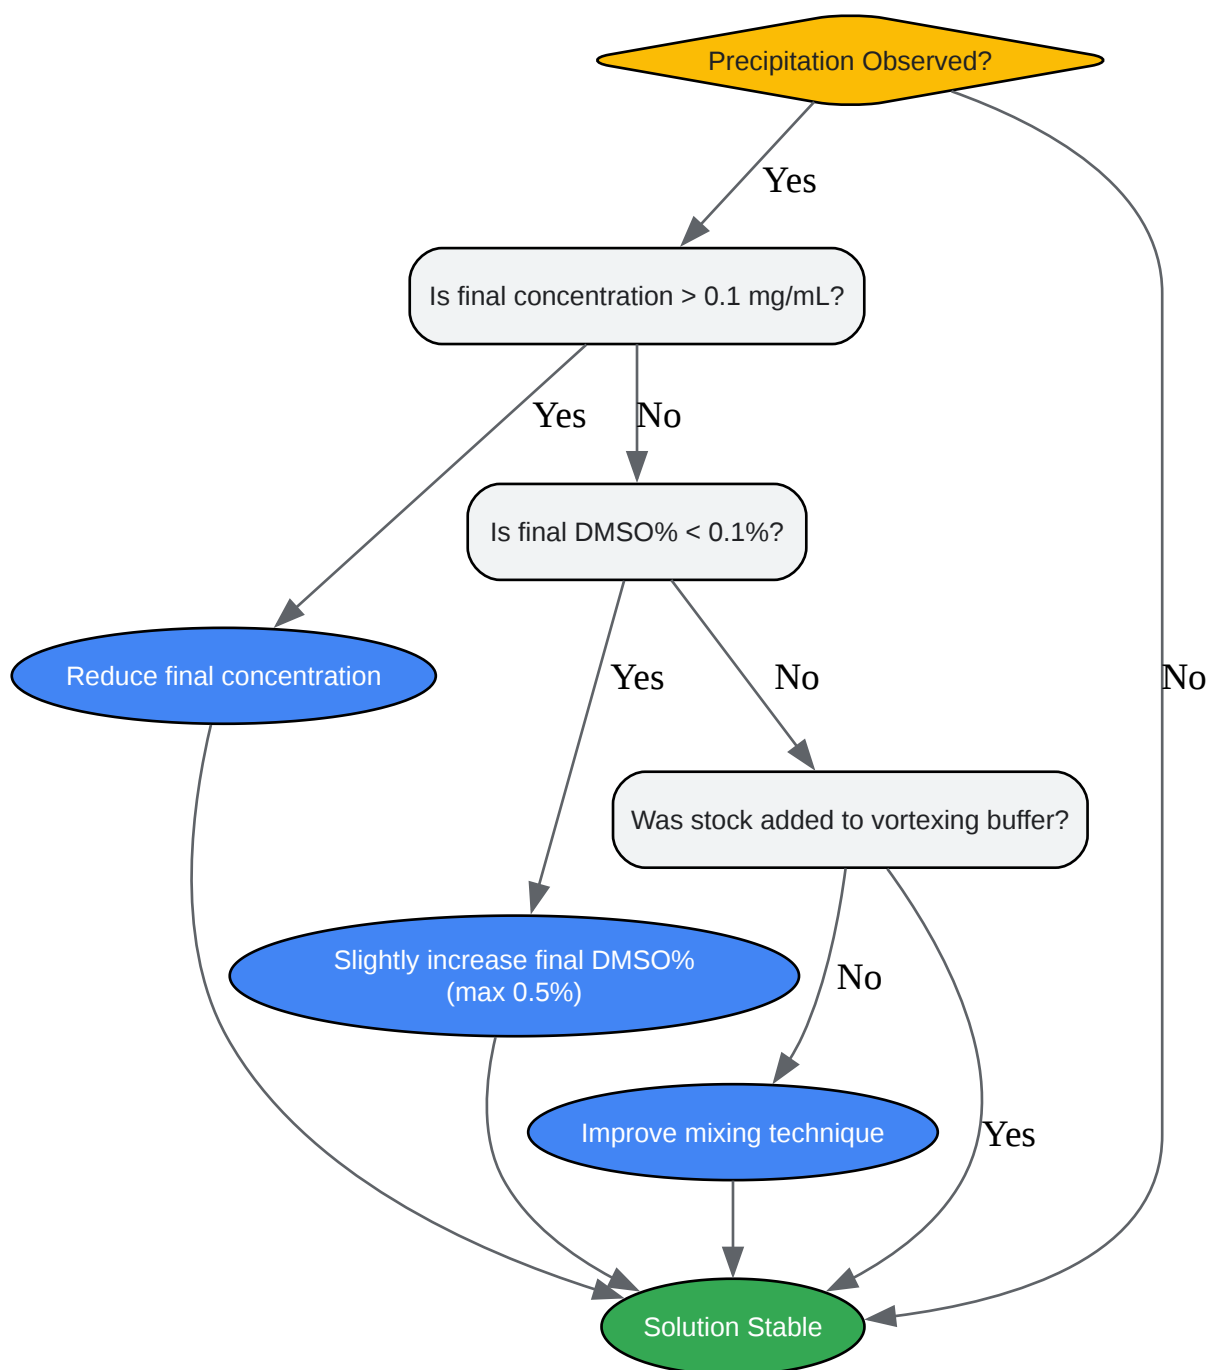 Precipitation Observed?
Yes
Is final concentration > 0.1 mg/mL?
Yes
No
Is final DMSO% < 0.1%?
Reduce final concentration
Yes
No
No
Was stock added to vortexing buffer?
Slightly increase final DMSO%
(max 0.5%)
No
Improve mixing technique
Yes
Solution Stable